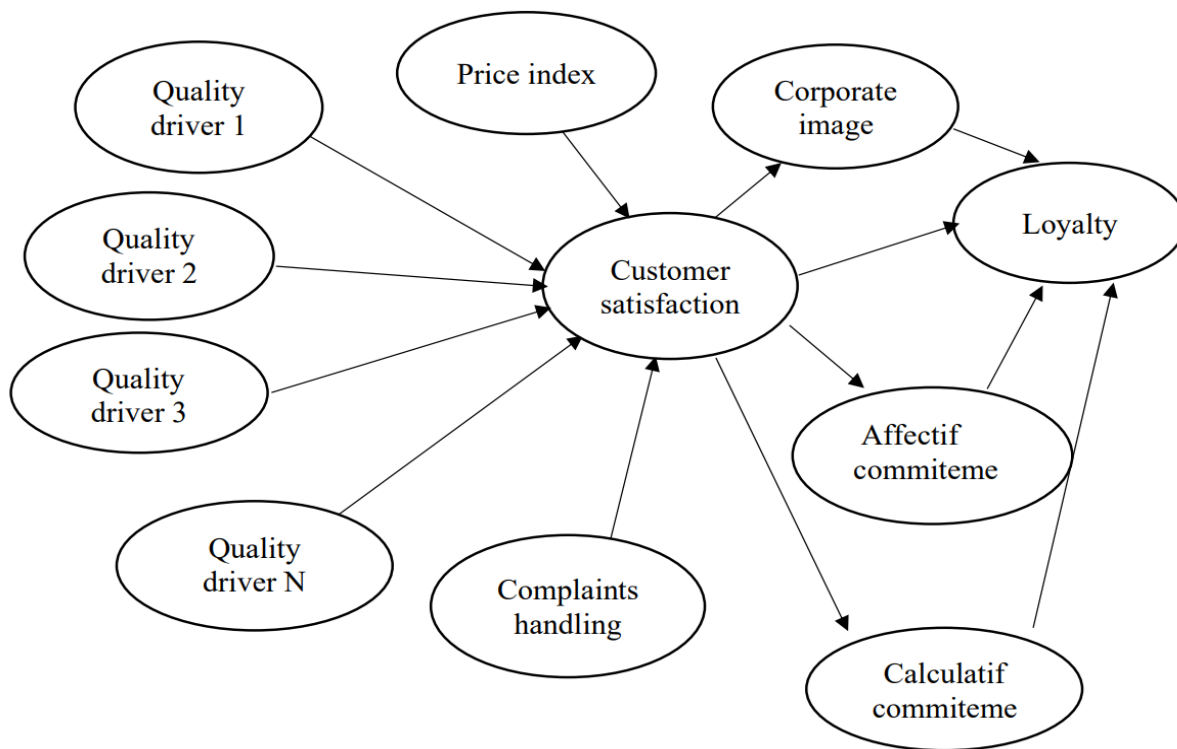 Quality
driver 1
Price index
Corporate
image
Quality
driver 2
Customer
satisfaction
Loyalty
Quality
driver 3
Affectif
commiteme
Quality
driver N
Complaints
handling
Calculatif
commiteme